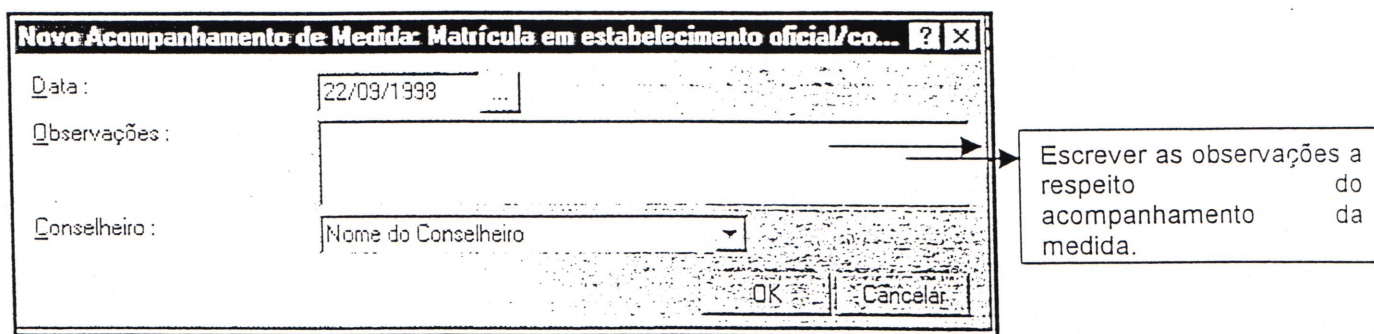 Novo Acompanhamento de Medida: Matrícula em estabelecimento oficial/co... ? X
Data :
22/09/1998 ...
Observações :
Escrever as observações a
respeito do
acompanhamento da
medida.
Conselheiro :
Nome do Conselheiro
OK Cancelar